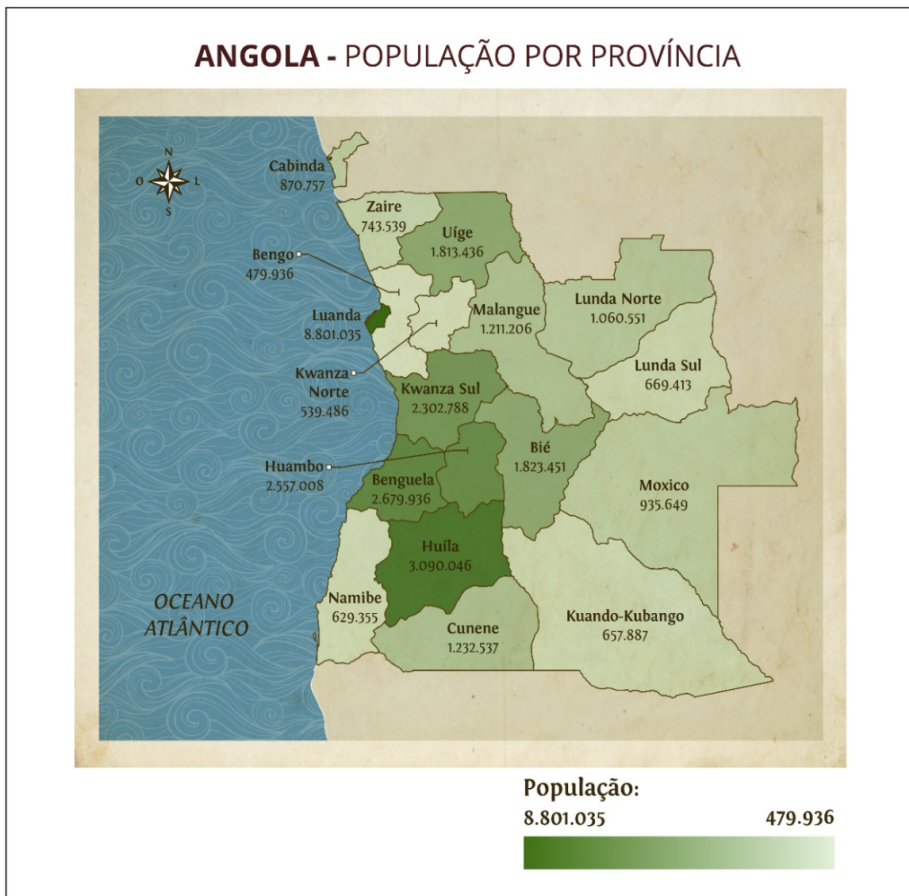 ANGOLA - POPULAÇÃO POR PROVÍNCIA
N
O
L
S
Cabinda
870.757
Zaire
743.539
Uíge
1.813.436
Bengo
479.936
Luanda
8.801.035
Malangue
1.211.206
Lunda Norte
1.060.551
Lunda Sul
669.413
Kwanza
Norte
539.486
Kwanza Sul
2.302.788
Huambo
2.557.008
Benguela
2.679.936
Bié
1.823.451
Moxico
935.649
Huíla
3.090.046
Namibe
629.355
Cunene
1.232.537
Kuando-Kubango
657.887
OCEANO
ATLÂNTICO
População:
8.801.035 479.936